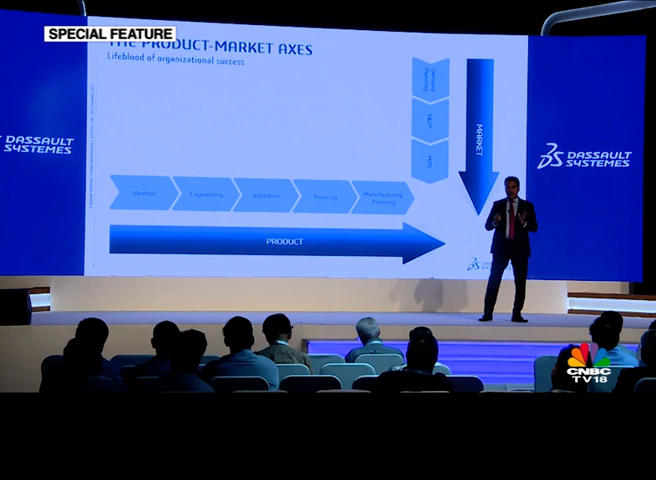 SPECIAL FEATURE
THE PRODUCT-MARKET AXES
Lifeblood of organizational success
Demand
Planning
S&OP
MPS
MARKET
DASSAULT
SYSTEMES
DASSAULT
SYSTEMES
Ideation
Engineering
Validation
Sourcing
Manufacturing
Planning
PRODUCT
CNBC
TV18